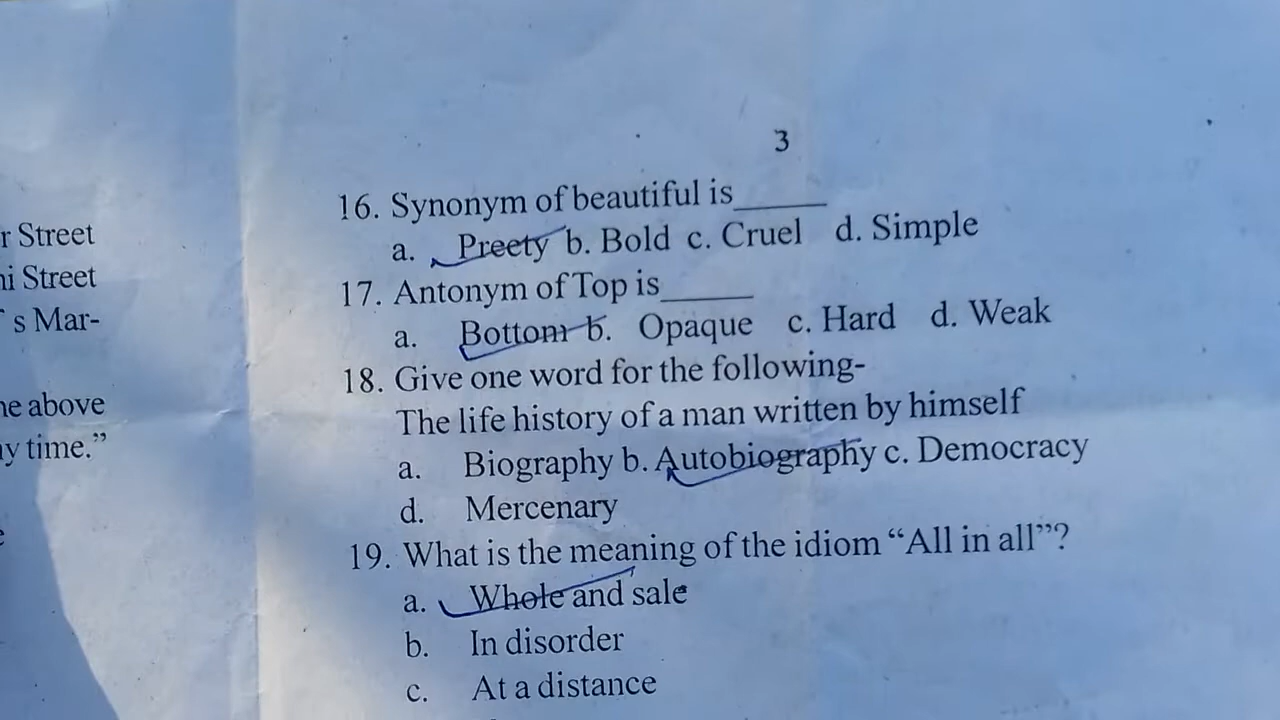 3
r Street
ni Street
s Mar-
he above
y time.”
16. Synonym of beautiful is______
a. Preety b. Bold c. Cruel d. Simple
17. Antonym of Top is______
a. Bottom b. Opaque c. Hard d. Weak
18. Give one word for the following-
The life history of a man written by himself
a. Biography b. Autobiography c. Democracy
d. Mercenary
19. What is the meaning of the idiom “All in all”?
a. Whole and sale
b. In disorder
c. At a distance